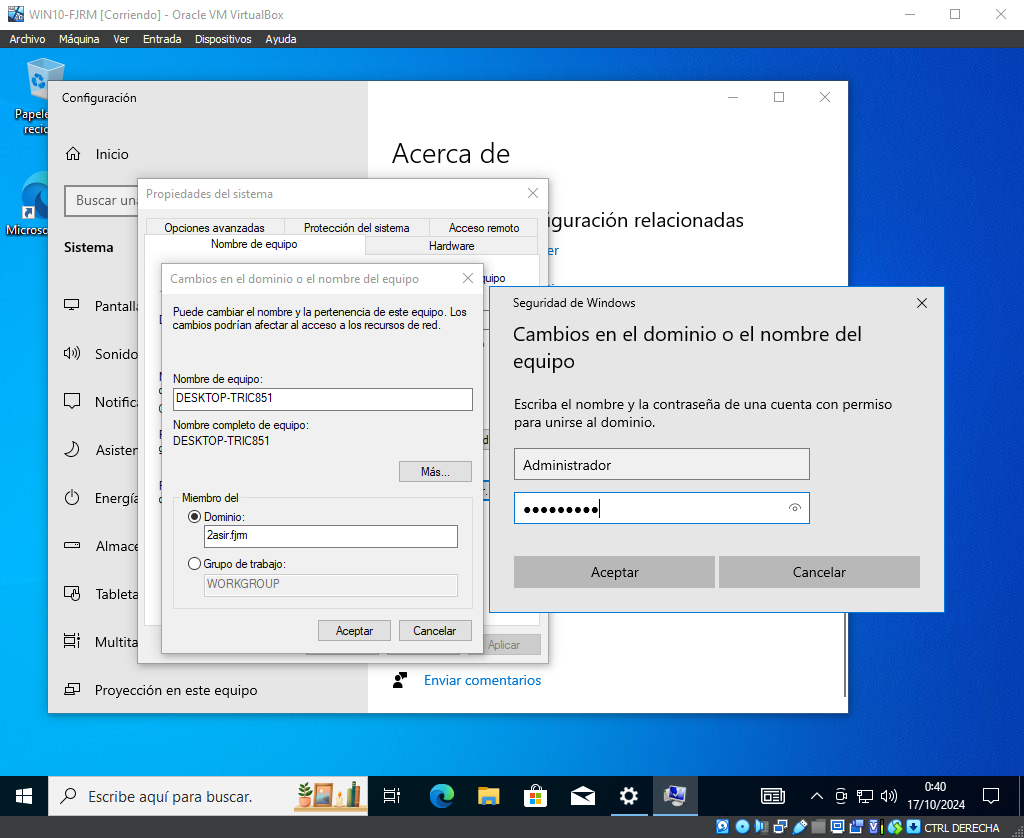 WIN10-FJRM [Corriendo] - Oracle VM VirtualBox
Archivo Máquina Ver Entrada Dispositivos Ayuda
Papele
recic
Microso
Configuración
Inicio
Buscar una
Sistema
Pantalla
Sonido
Notifica
Asisten
Energía
Almace
Tableta
Multita
Proyección en este equipo
Acerca de
iguración relacionadas
er
Enviar comentarios
Propiedades del sistema
Opciones avanzadas Protección del sistema Acceso remoto
Nombre de equipo Hardware
quipo
Aplicar
Cambios en el dominio o el nombre del equipo
Puede cambiar el nombre y la pertenencia de este equipo. Los
cambios podrían afectar al acceso a los recursos de red.
Nombre de equipo:
DESKTOP-TRIC851
Nombre completo de equipo:
DESKTOP-TRIC851
Más...
Miembro del
Dominio:
2asir.fjrm
Grupo de trabajo:
WORKGROUP
Aceptar Cancelar
Seguridad de Windows
Cambios en el dominio o el nombre del
equipo
Escriba el nombre y la contraseña de una cuenta con permiso
para unirse al dominio.
Administrador
●●●●●●●●●
Aceptar Cancelar
Escribe aquí para buscar.
0:40
17/10/2024
CTRL DERECHA